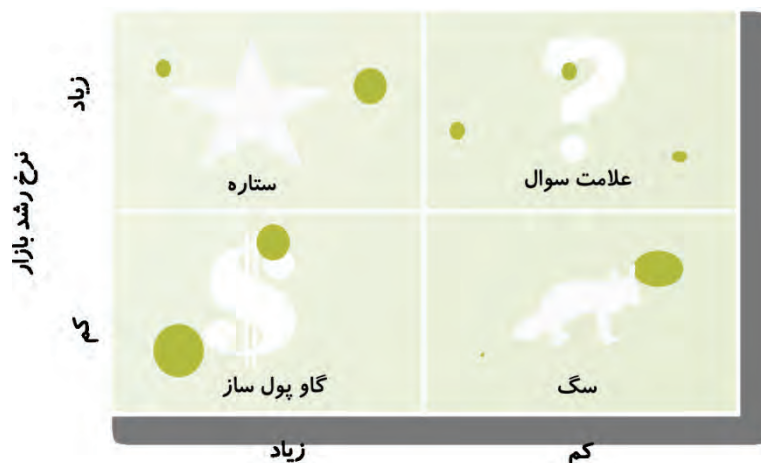 نرخ رشد بازار
زیاد
کم
ستاره
علامت سوال
گاو پول ساز
سگ
زیاد
کم